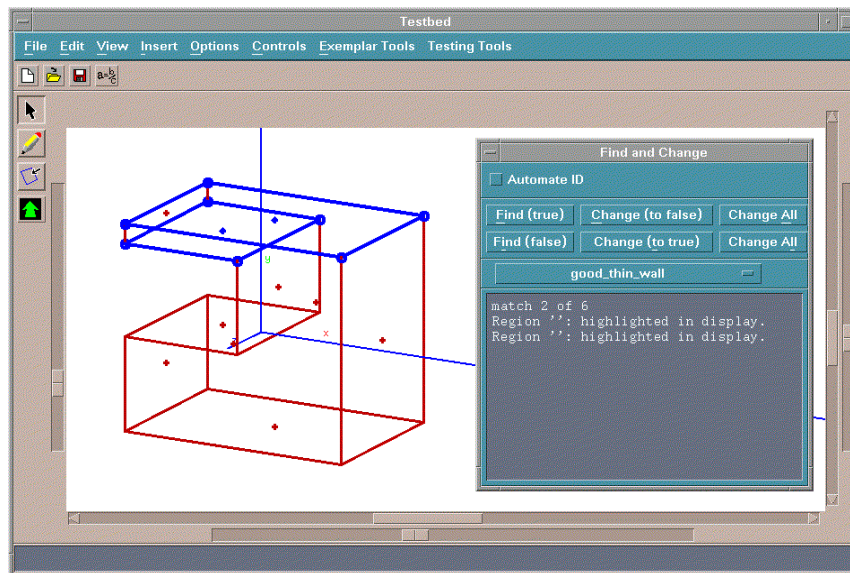 Testbed
File Edit View Insert Options Controls Exemplar Tools Testing Tools
a=b/c
Find and Change
Automate ID
Find (true) Change (to false) Change All
Find (false) Change (to true) Change All
good_thin_wall
match 2 of 6
Region '': highlighted in display.
Region '': highlighted in display.
y
x
z